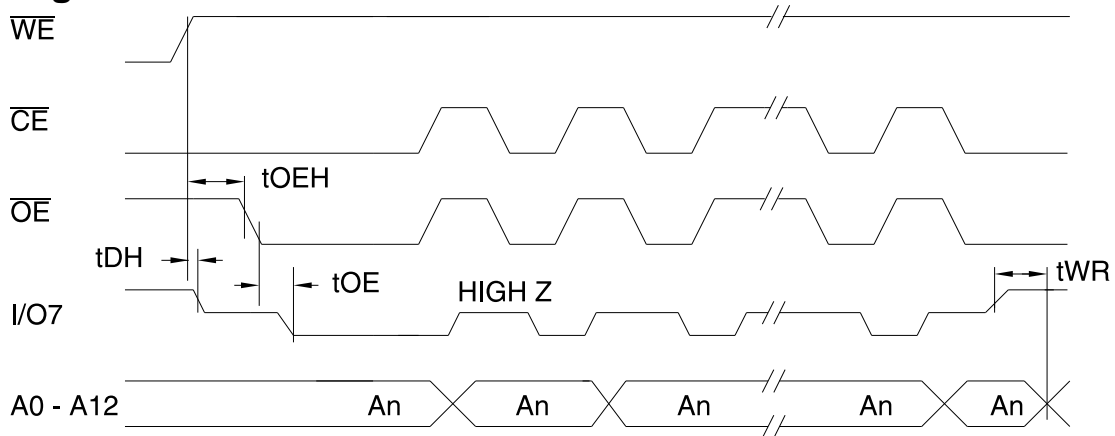 WE
CE
tOEH
OE
tDH
tOE
HIGH Z
tWR
I/O7
A0 - A12
An
An
An
An
An